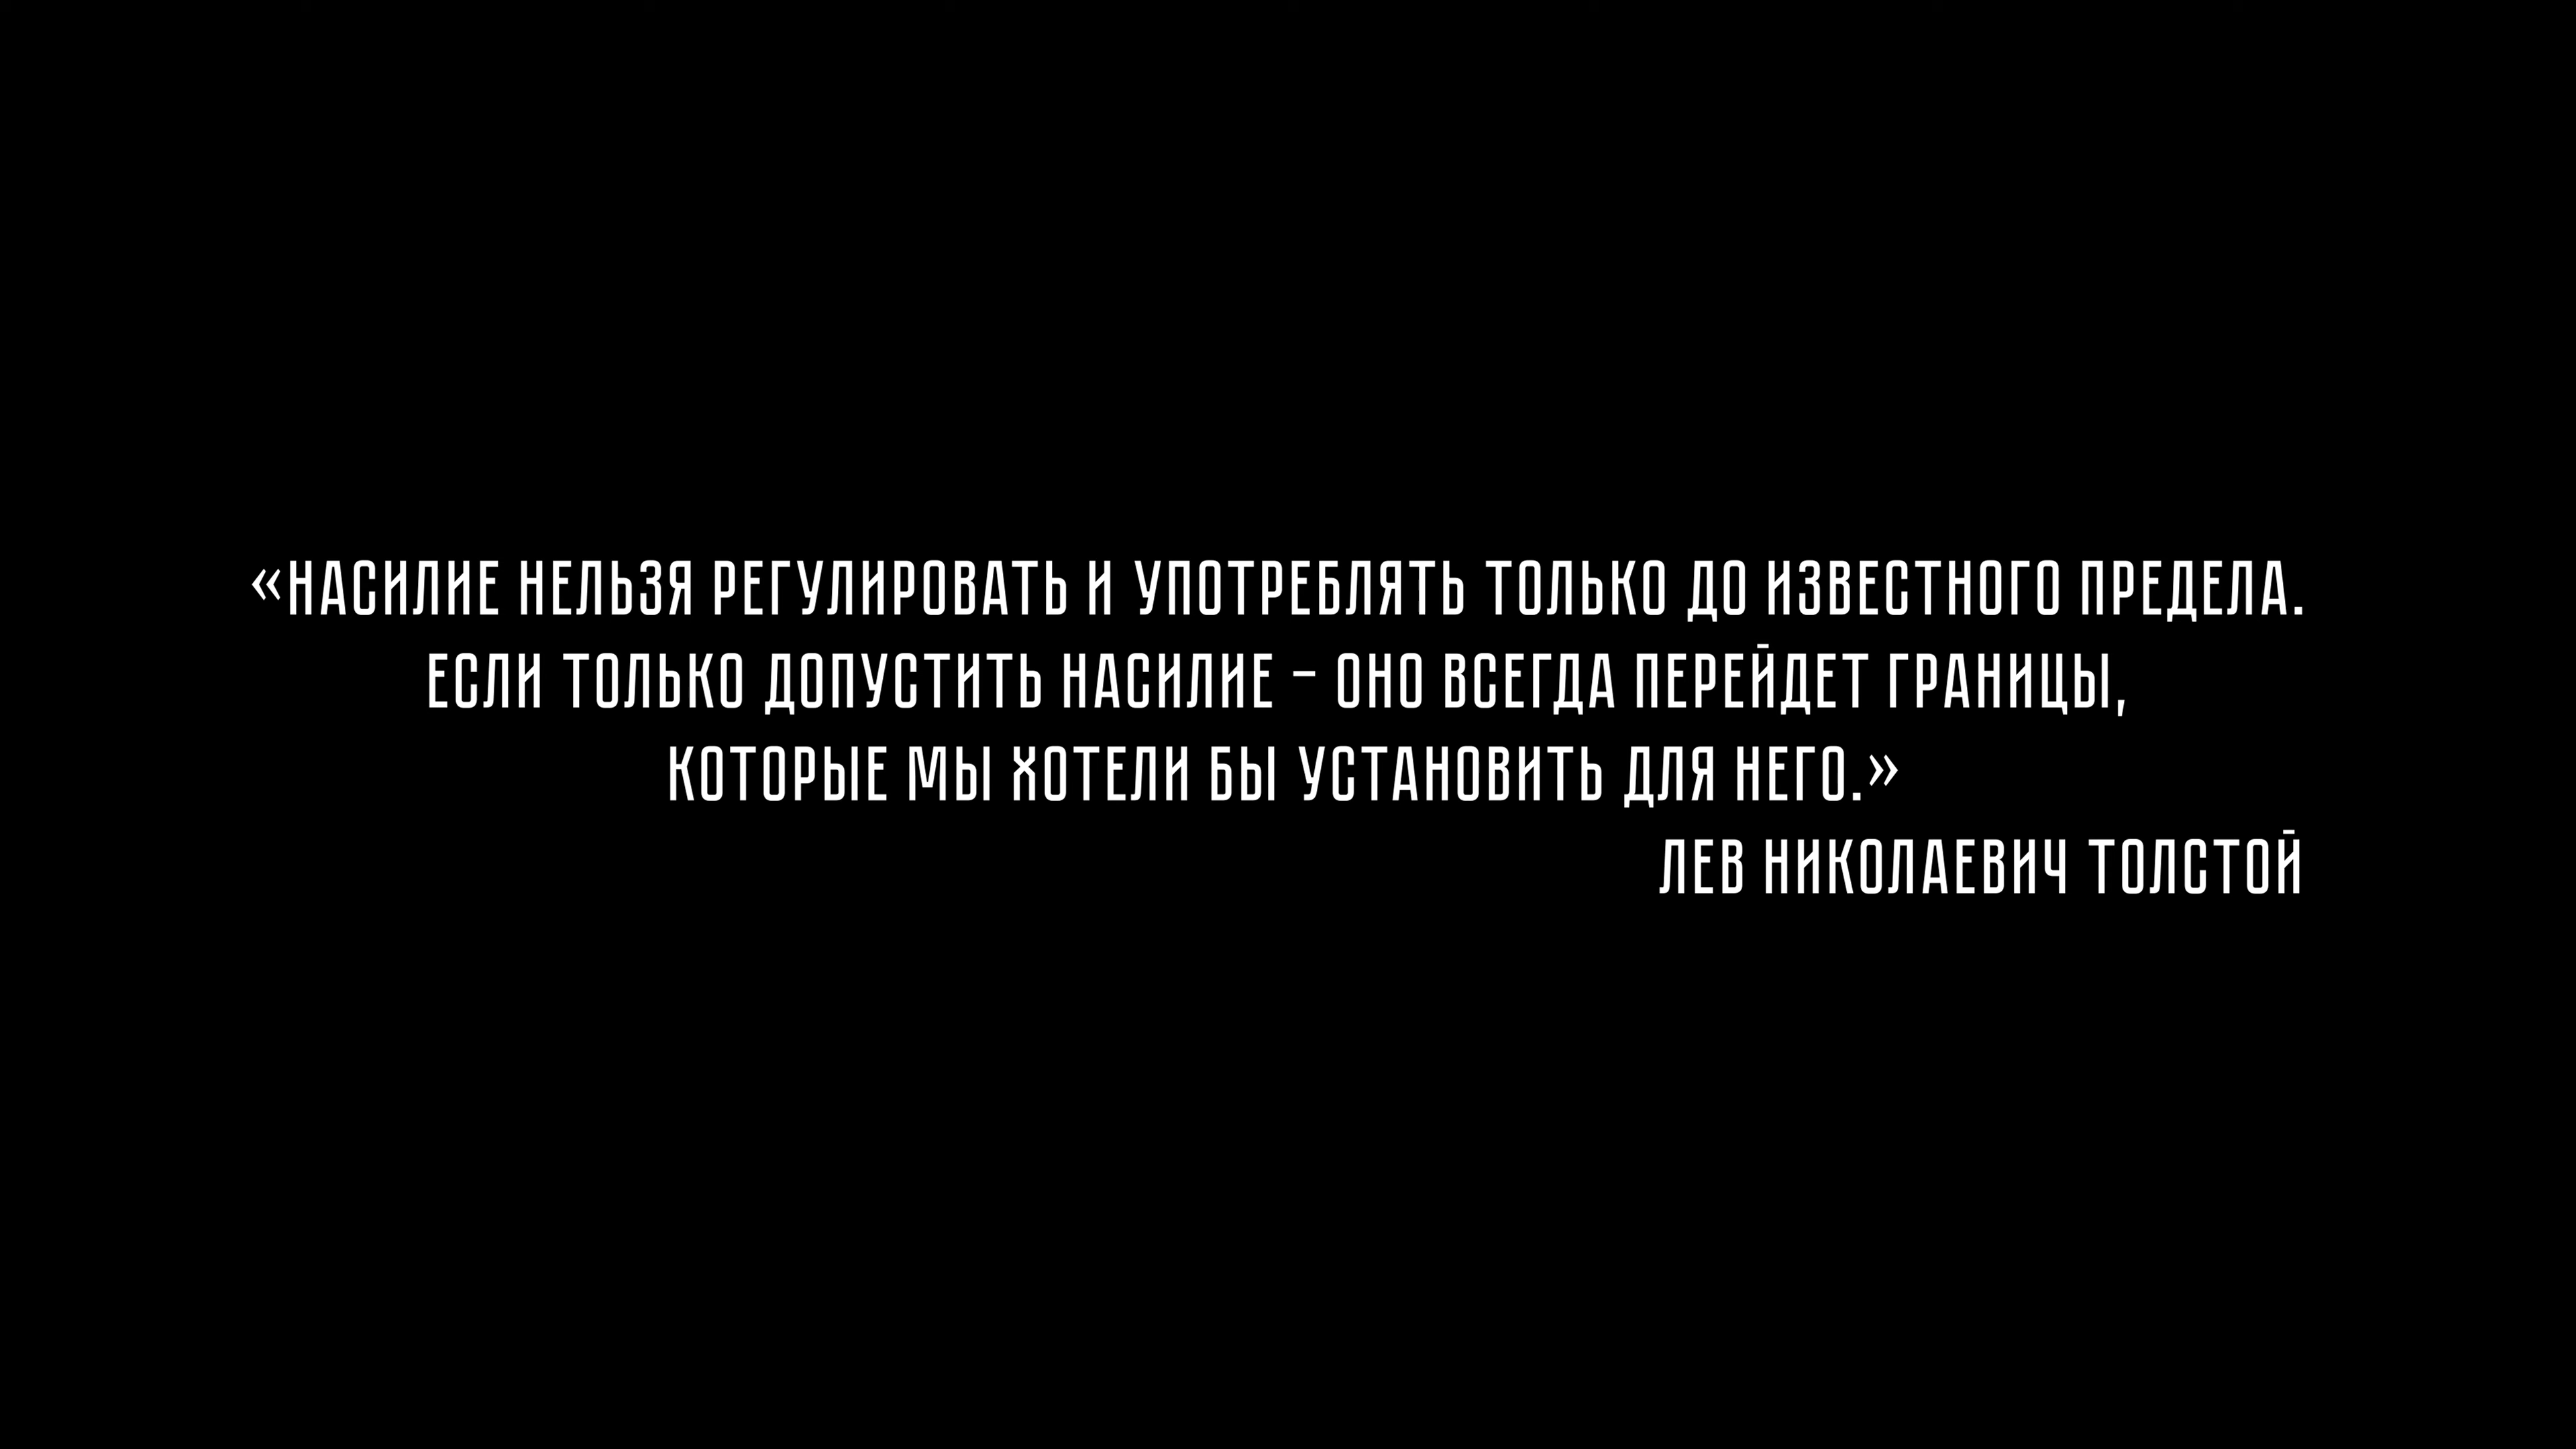 «НАСИЛИЕ НЕЛЬЗЯ РЕГУЛИРОВАТЬ И УПОТРЕБЛЯТЬ ТОЛЬКО ДО ИЗВЕСТНОГО ПРЕДЕЛА.
ЕСЛИ ТОЛЬКО ДОПУСТИТЬ НАСИЛИЕ – ОНО ВСЕГДА ПЕРЕЙДЕТ ГРАНИЦЫ,
КОТОРЫЕ МЫ ХОТЕЛИ БЫ УСТАНОВИТЬ ДЛЯ НЕГО.»
ЛЕВ НИКОЛАЕВИЧ ТОЛСТОЙ